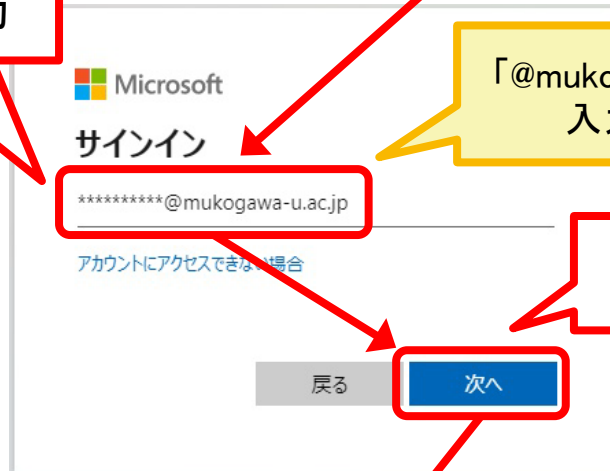 Microsoft
「@muko
サインイン
**********@mukogawa-u.ac.jp
アカウントにアクセスできない場合
戻る
次へ